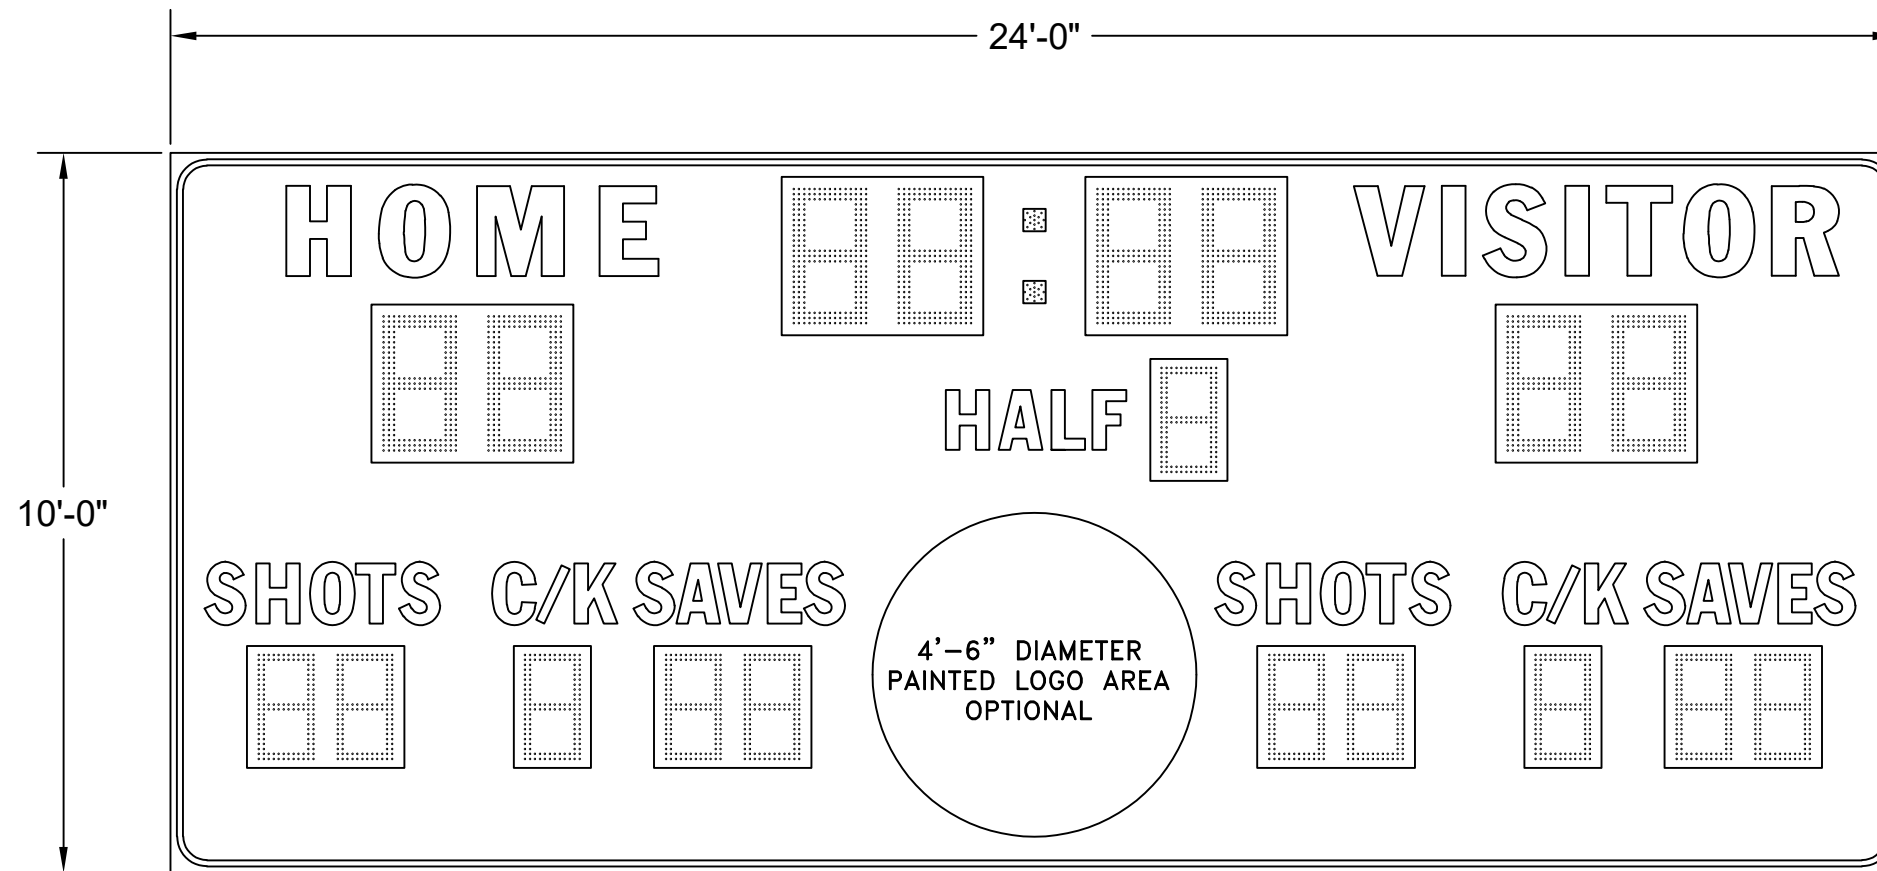 24'-0"
HOME
VISITOR
HALF
10'-0"
SHOTS C/K SAVES
SHOTS C/K SAVES
4’-6” DIAMETER
PAINTED LOGO AREA
OPTIONAL